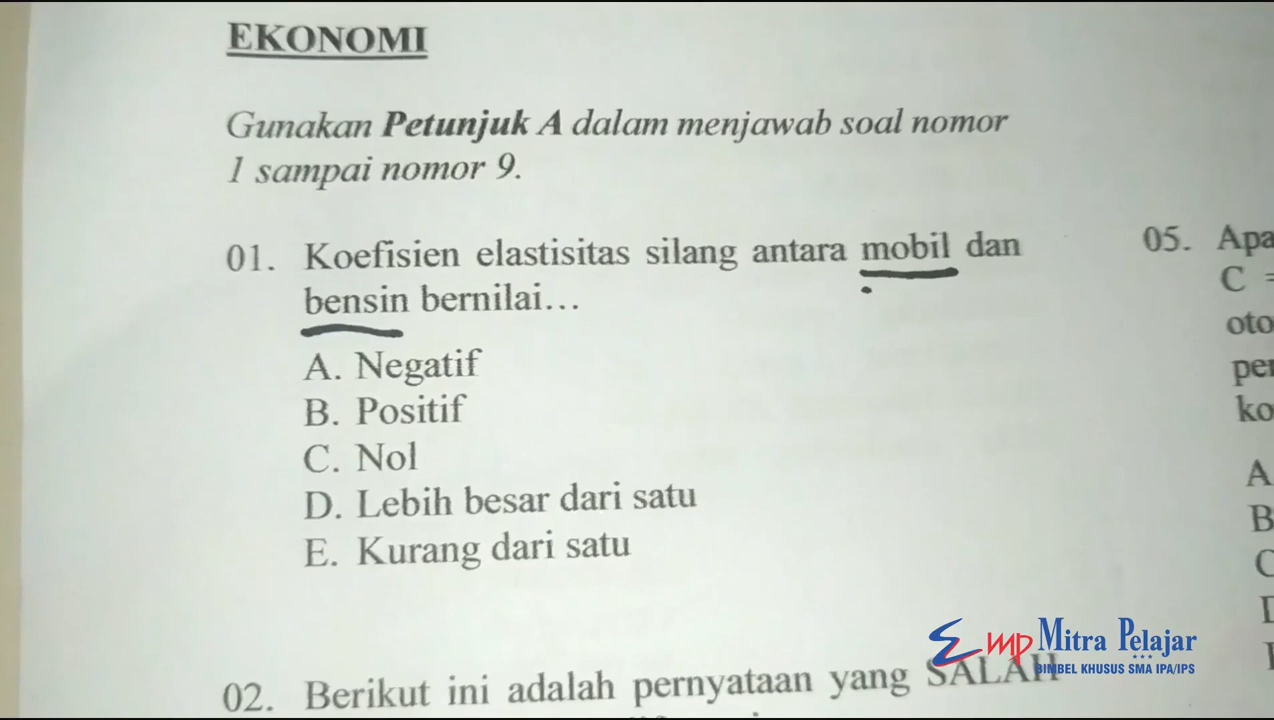 EKONOMI
Gunakan Petunjuk A dalam menjawab soal nomor
1 sampai nomor 9.
01. Koefisien elastisitas silang antara mobil dan
bensin bernilai...
A. Negatif
B. Positif
C. Nol
D. Lebih besar dari satu
E. Kurang dari satu
02. Berikut ini adalah pernyataan yang SALAH
05. Apa
C =
oto
per
ko
A
B
C
Emp Mitra Pelajar
BIMBEL KHUSUS SMA IPA/IPS